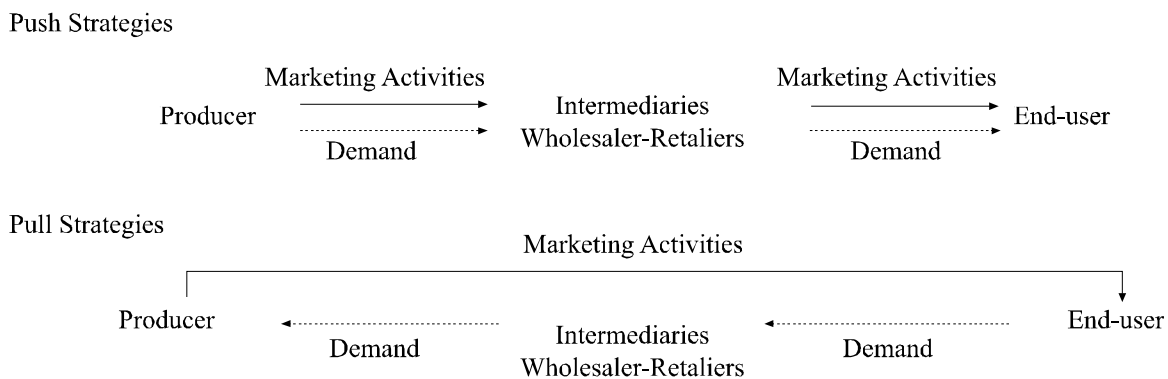 Push Strategies
Marketing Activities
Marketing Activities
Producer
Intermediaries
Wholesaler-Retaliers
End-user
Demand
Demand
Pull Strategies
Marketing Activities
Producer
Intermediaries
Wholesaler-Retaliers
End-user
Demand
Demand